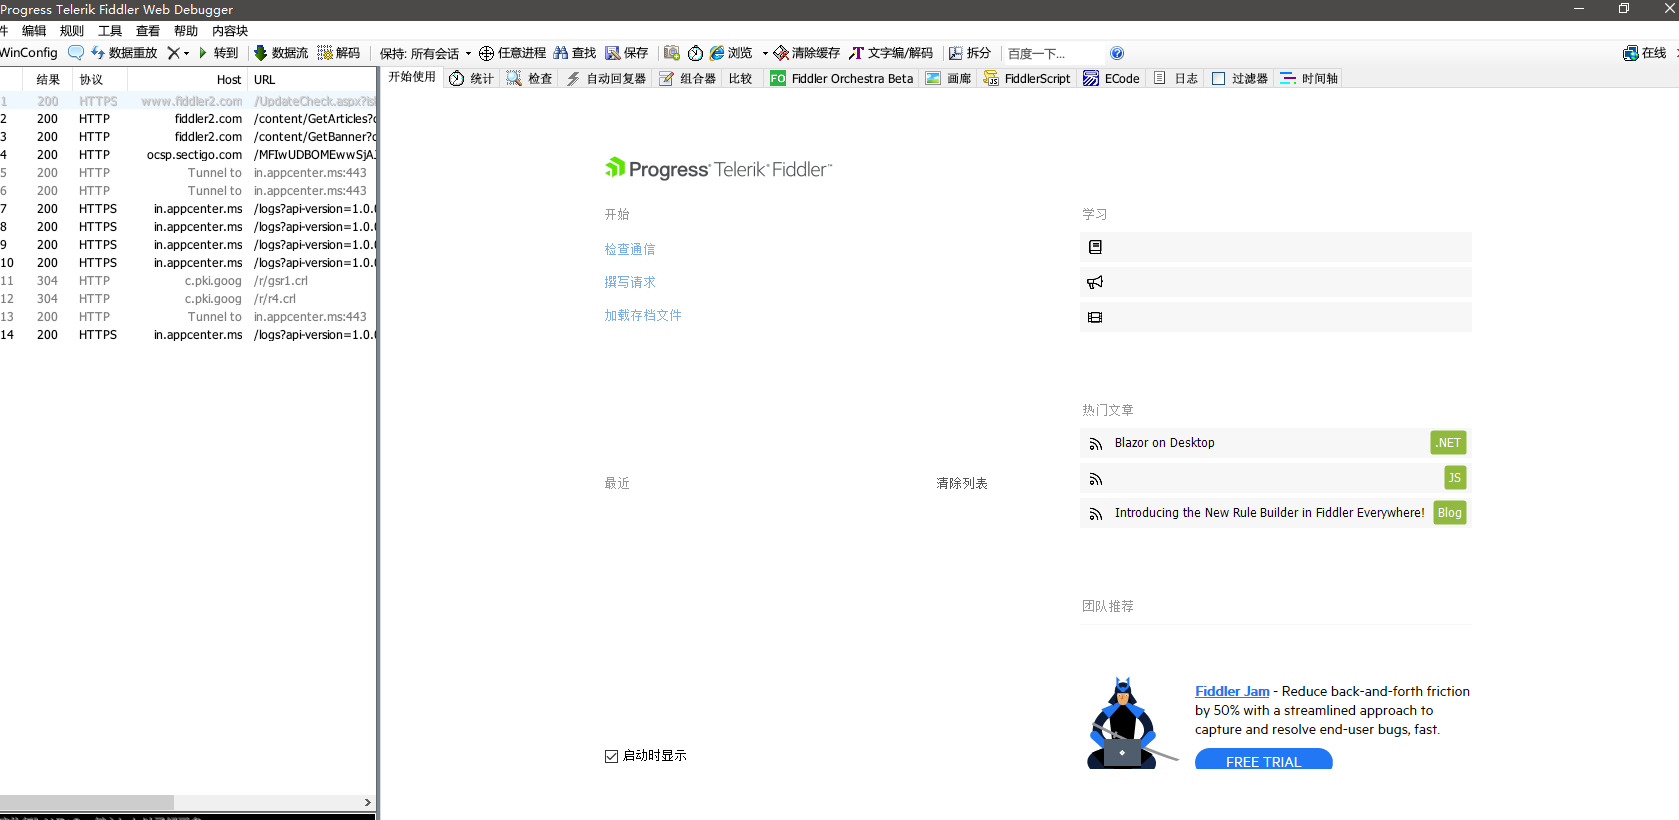 Progress Telerik Fiddler Web Debugger
件 编辑 规则 工具 查看 帮助 内容块
WinConfig 数据重放 转到 数据流 解码 保持: 所有会话 任意进程 查找 保存 浏览 清除缓存 文字编/解码 拆分 百度一下... 在线
结果 协议 Host URL
开始使用 统计 检查 自动回复器 组合器 比较 FO Fiddler Orchestra Beta 画廊 FiddlerScript ECode 日志 过滤器 时间轴
1 200 HTTPS www.fiddler2.com /UpdateCheck.aspx?isB
2 200 HTTP fiddler2.com /content/GetArticles?c
3 200 HTTP fiddler2.com /content/GetBanner?c
4 200 HTTP ocsp.sectigo.com /MFIwUDBOMEwwSjAJ
5 200 HTTP Tunnel to in.appcenter.ms:443
6 200 HTTP Tunnel to in.appcenter.ms:443
7 200 HTTPS in.appcenter.ms /logs?api-version=1.0.0
8 200 HTTPS in.appcenter.ms /logs?api-version=1.0.0
9 200 HTTPS in.appcenter.ms /logs?api-version=1.0.0
10 200 HTTPS in.appcenter.ms /logs?api-version=1.0.0
11 304 HTTP c.pki.goog /r/gsr1.crl
12 304 HTTP c.pki.goog /r/r4.crl
13 200 HTTP Tunnel to in.appcenter.ms:443
14 200 HTTPS in.appcenter.ms /logs?api-version=1.0.0
Progress® Telerik® Fiddler™
开始
检查通信
撰写请求
加载存档文件
最近 清除列表
启动时显示
学习
热门文章
Blazor on Desktop .NET
JS
Introducing the New Rule Builder in Fiddler Everywhere! Blog
团队推荐
Fiddler Jam - Reduce back-and-forth friction
by 50% with a streamlined approach to
capture and resolve end-user bugs, fast.
FREE TRIAL